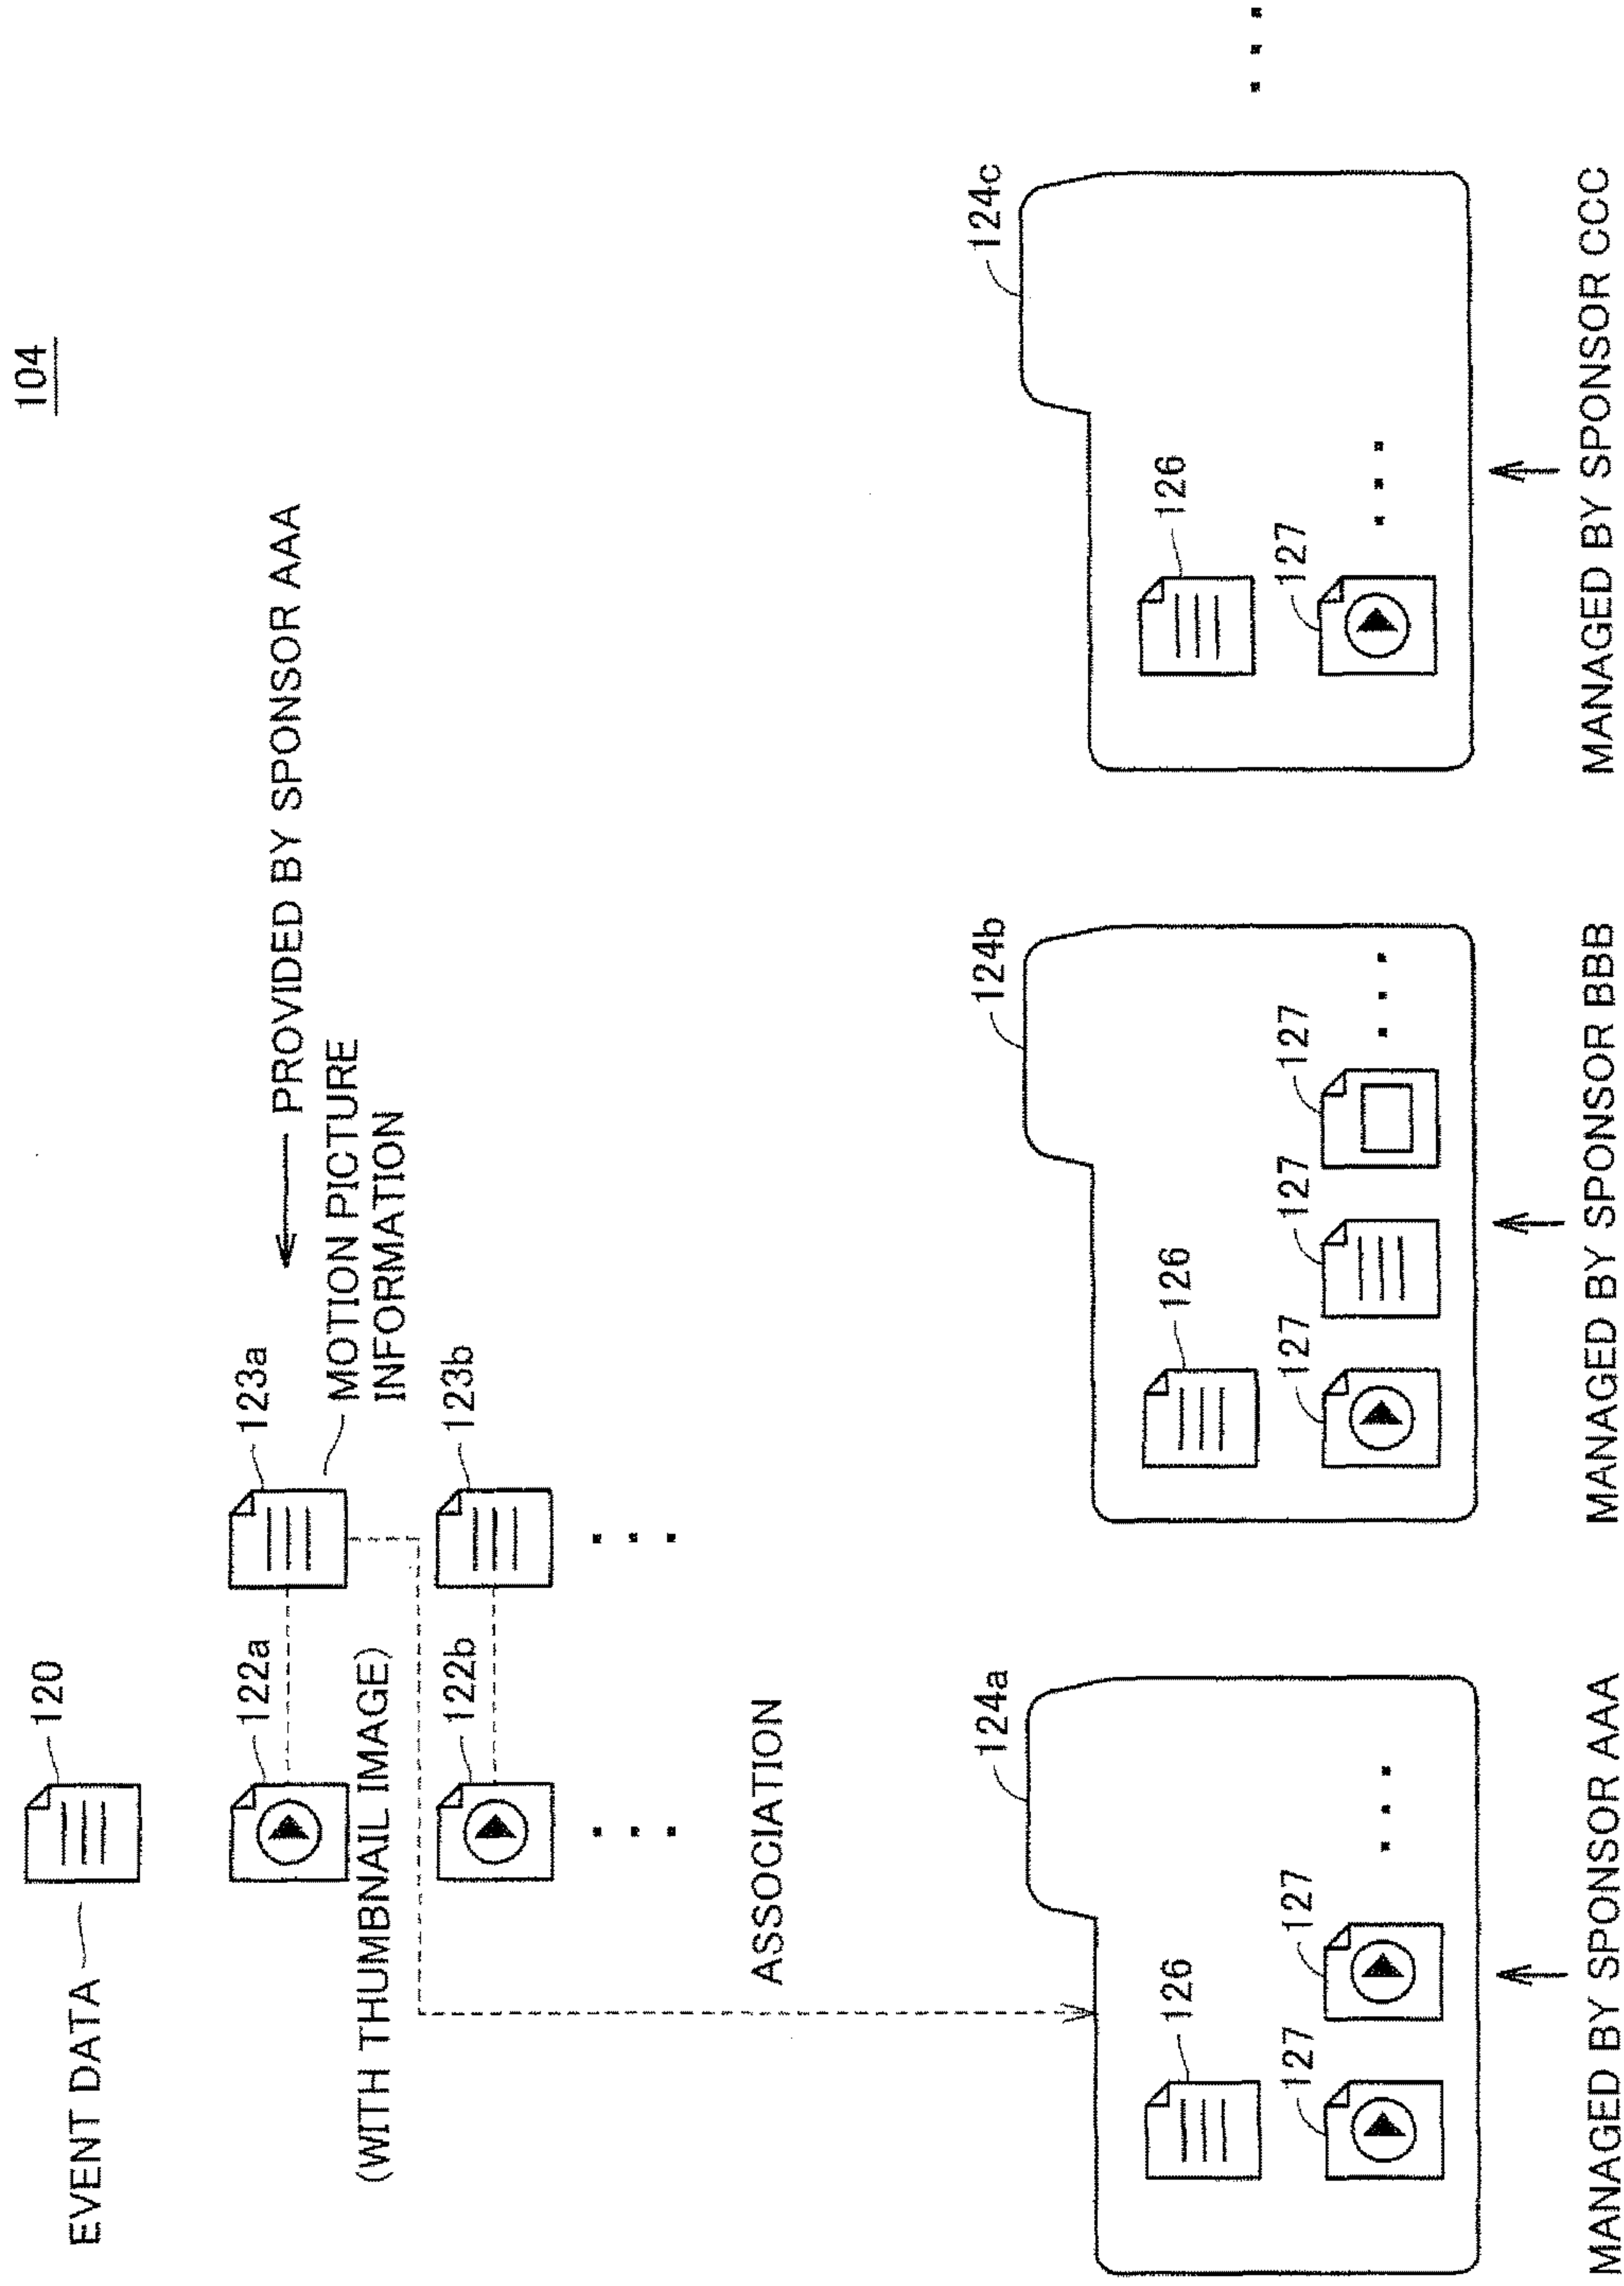 104
EVENT DATA
120
122a
123a
PROVIDED BY SPONSOR AAA
(WITH THUMBNAIL IMAGE)
MOTION PICTURE
INFORMATION
122b
123b
ASSOCIATION
124a
124b
124c
126
126
126
127
127
127
127
127
127
MANAGED BY SPONSOR AAA
MANAGED BY SPONSOR BBB
MANAGED BY SPONSOR CCC